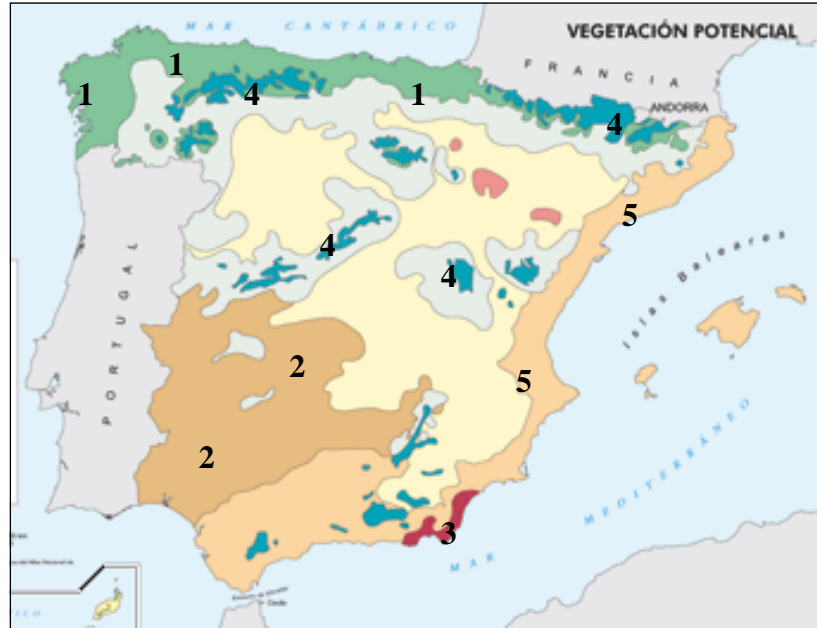 MAR CANTÁBRICO
VEGETACIÓN POTENCIAL
FRANCIA
ANDORRA
1
1
1
4
4
5
Islas Baleares
4
4
PORTUGAL
2
5
2
MAR MEDITERRÁNEO
3
Ceuta